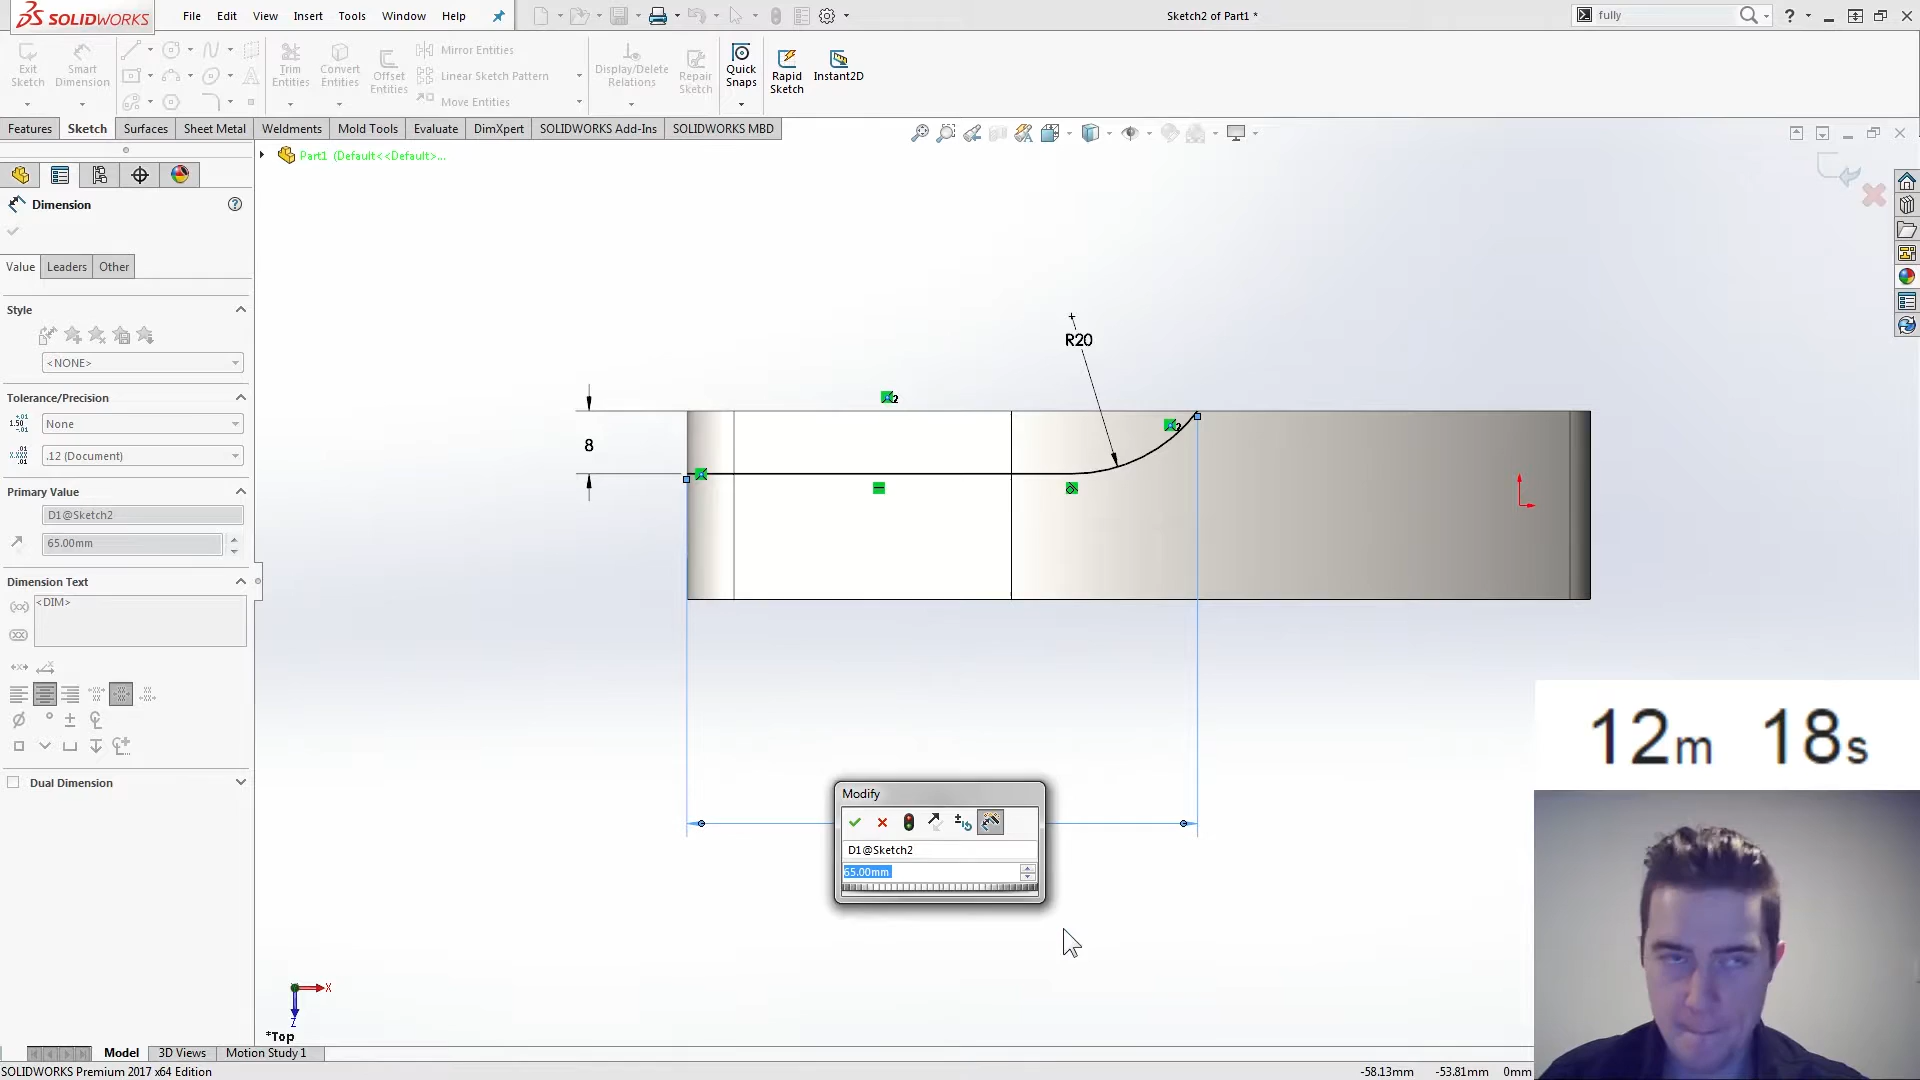 SOLIDWORKS
File Edit View Insert Tools Window Help
Sketch2 of Part1 *
fully
Exit Sketch
Smart Dimension
Trim Entities
Convert Entities
Offset Entities
Mirror Entities
Linear Sketch Pattern
Move Entities
Display/Delete Relations
Repair Sketch
Quick Snaps
Rapid Sketch
Instant2D
Features Sketch Surfaces Sheet Metal Weldments Mold Tools Evaluate DimXpert SOLIDWORKS Add-Ins SOLIDWORKS MBD
Part1 (Default<<Default>...
Dimension
Value Leaders Other
Style
<NONE>
Tolerance/Precision
None
.12 (Document)
Primary Value
D1@Sketch2
65.00mm
Dimension Text
<DIM>
Dual Dimension
R20
8
2
2
Modify
D1@Sketch2
65.00mm
12m 18s
X
Z
*Top
Model 3D Views Motion Study 1
SOLIDWORKS Premium 2017 x64 Edition
-58.13mm -53.81mm 0mm